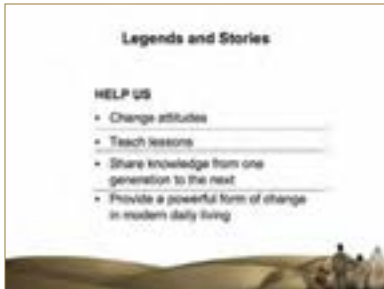 Legends and Stories
HELP US
• Change attitudes
• Teach lessons
• Share knowledge from one
generation to the next
• Provide a powerful form of change
in modern daily living